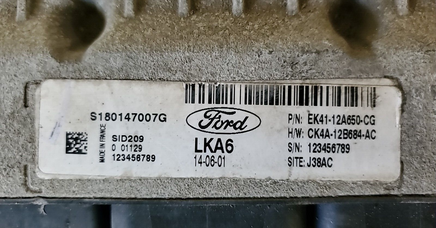 S180147007G
MADE IN FRANCE
SID209
0 01129
123456789
Ford
LKA6
14-06-01
P/N: EK41-12A650-CG
H/W: CK4A-12B684-AC
S/N: 123456789
SITE: J38AC